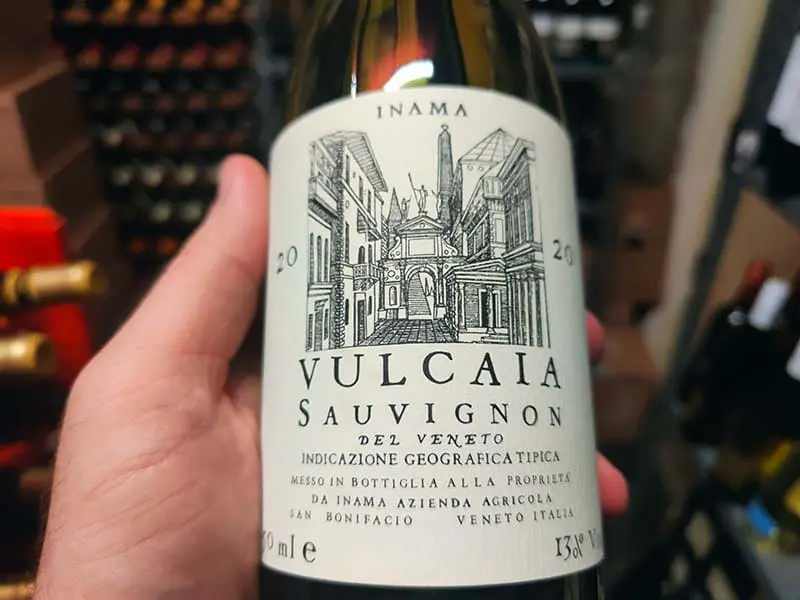 INAMA
20 20
VULCAIA
SAUVIGNON
DEL VENETO
INDICAZIONE GEOGRAFICA TIPICA
MESSO IN BOTTIGLIA ALLA PROPRIETA'
DA INAMA AZIENDA AGRICOLA
SAN BONIFACIO VENETO ITALIA
ml e 13%